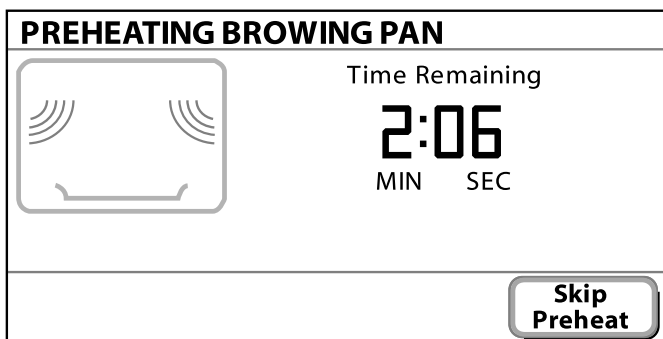 PREHEATING BROWING PAN
Time Remaining
2:06
MIN SEC
Skip
Preheat